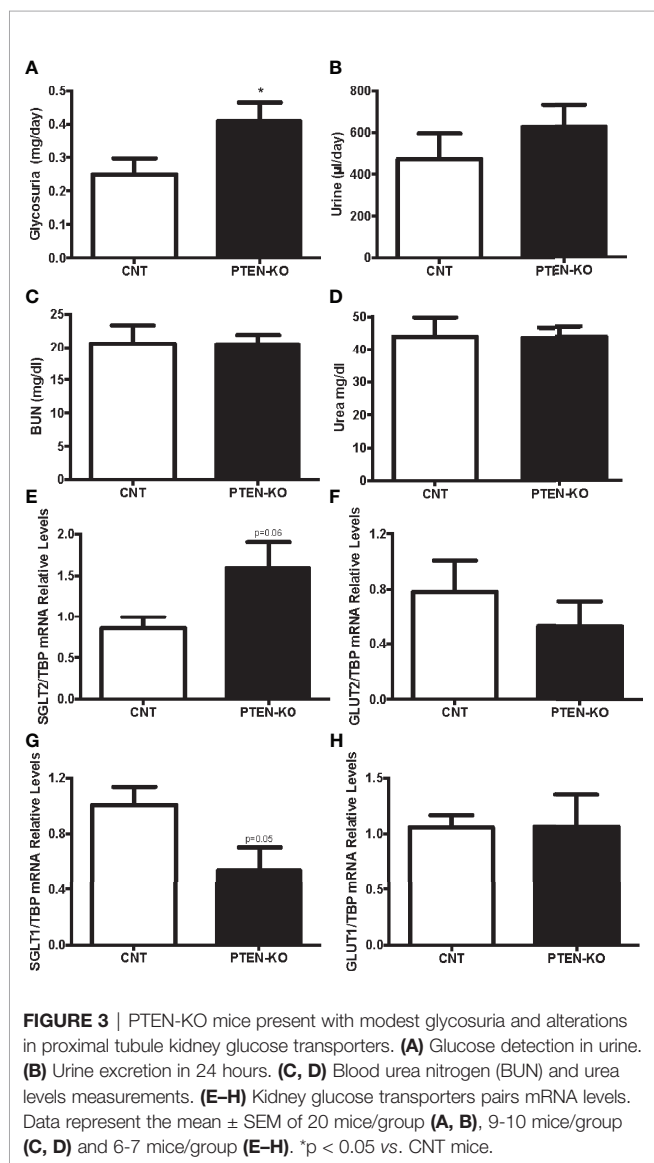 A
Glycosuria (mg/day)
0.5
0.4
0.3
0.2
0.1
0.0
*
CNT
PTEN-KO
B
Urine (µl/day)
800
600
400
200
0
CNT
PTEN-KO
C
BUN (mg/dl)
25
20
15
10
5
0
CNT
PTEN-KO
D
Urea mg/dl
50
40
30
20
10
0
CNT
PTEN-KO
E
SGLT2/TBP mRNA Relative Levels
2.0
1.5
1.0
0.5
0.0
p=0.06
CNT
PTEN-KO
F
GLUT2/TBP mRNA Relative Levels
1.2
0.8
0.4
0.0
CNT
PTEN-KO
G
SGLT1/TBP mRNA Relative Levels
1.2
0.8
0.4
0.0
p=0.05
CNT
PTEN-KO
H
GLUT1/TBP mRNA Relative Levels
1.5
1.0
0.5
0.0
CNT
PTEN-KO
FIGURE 3 | PTEN-KO mice present with modest glycosuria and alterations
in proximal tubule kidney glucose transporters. (A) Glucose detection in urine.
(B) Urine excretion in 24 hours. (C, D) Blood urea nitrogen (BUN) and urea
levels measurements. (E–H) Kidney glucose transporters pairs mRNA levels.
Data represent the mean ± SEM of 20 mice/group (A, B), 9-10 mice/group
(C, D) and 6-7 mice/group (E–H). *p < 0.05 vs. CNT mice.